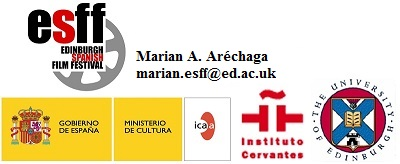 esff
EDINBURGH
SPANISH
FILM FESTIVAL
Marian A. Aréchaga
marian.esff@ed.ac.uk
GOBIERNO
DE ESPAÑA
MINISTERIO
DE CULTURA
icaa
Instituto
Cervantes
THE UNIVERSITY
OF EDINBURGH